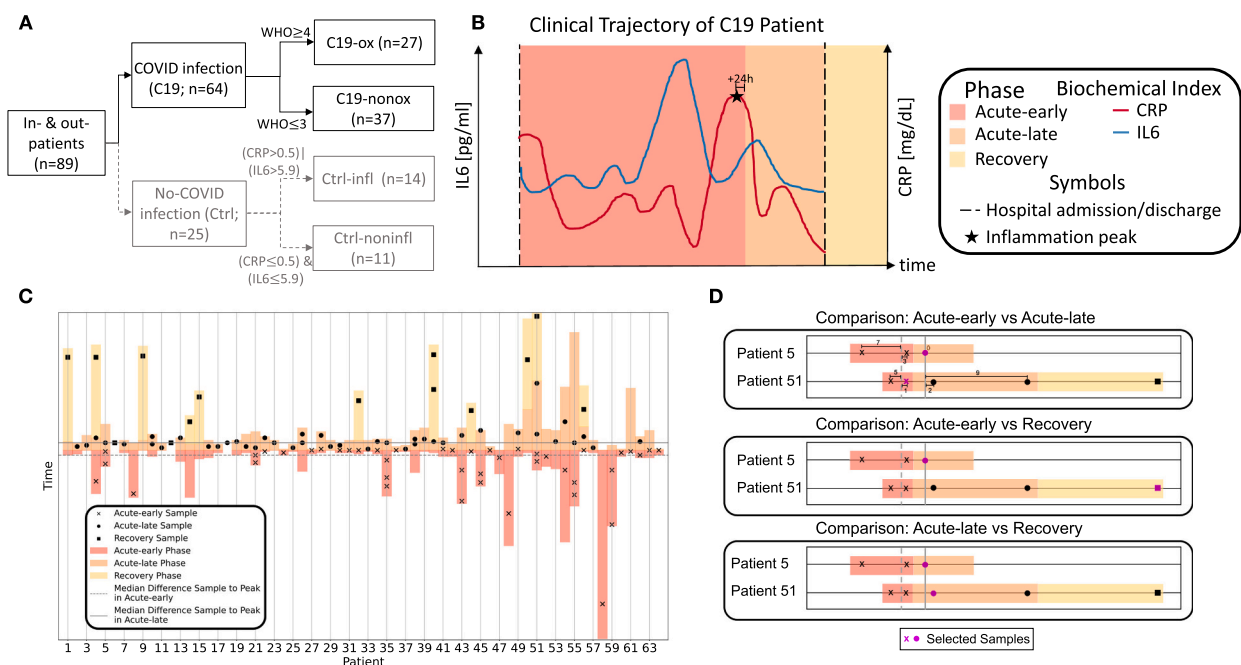 A
In- & out-
patients
(n=89)
COVID infection
(C19; n=64)
WHO≥4
C19-ox (n=27)
WHO≤3
C19-nonox
(n=37)
No-COVID
infection (Ctrl;
n=25)
(CRP>0.5)|
(IL6>5.9)
Ctrl-infl (n=14)
(CRP≤0.5) &
(IL6≤5.9)
Ctrl-noninfl
(n=11)
B
Clinical Trajectory of C19 Patient
IL6 [pg/ml]
+24h
CRP [mg/dL]
time
Phase
Acute-early
Acute-late
Recovery
Biochemical Index
CRP
IL6
Symbols
Hospital admission/discharge
Inflammation peak
C
Time
Acute-early Sample
Acute-late Sample
Recovery Sample
Acute-early Phase
Acute-late Phase
Recovery Phase
Median Difference Sample to Peak
in Acute-early
Median Difference Sample to Peak
in Acute-late
1 3 5 7 9 11 13 15 17 19 21 23 25 27 29 31 33 35 37 39 41 43 45 47 49 51 53 55 57 59 61 63
Patient
D
Comparison: Acute-early vs Acute-late
Patient 5
7
3
0
Patient 51
5
1
2
9
Comparison: Acute-early vs Recovery
Patient 5
Patient 51
Comparison: Acute-late vs Recovery
Patient 5
Patient 51
Selected Samples